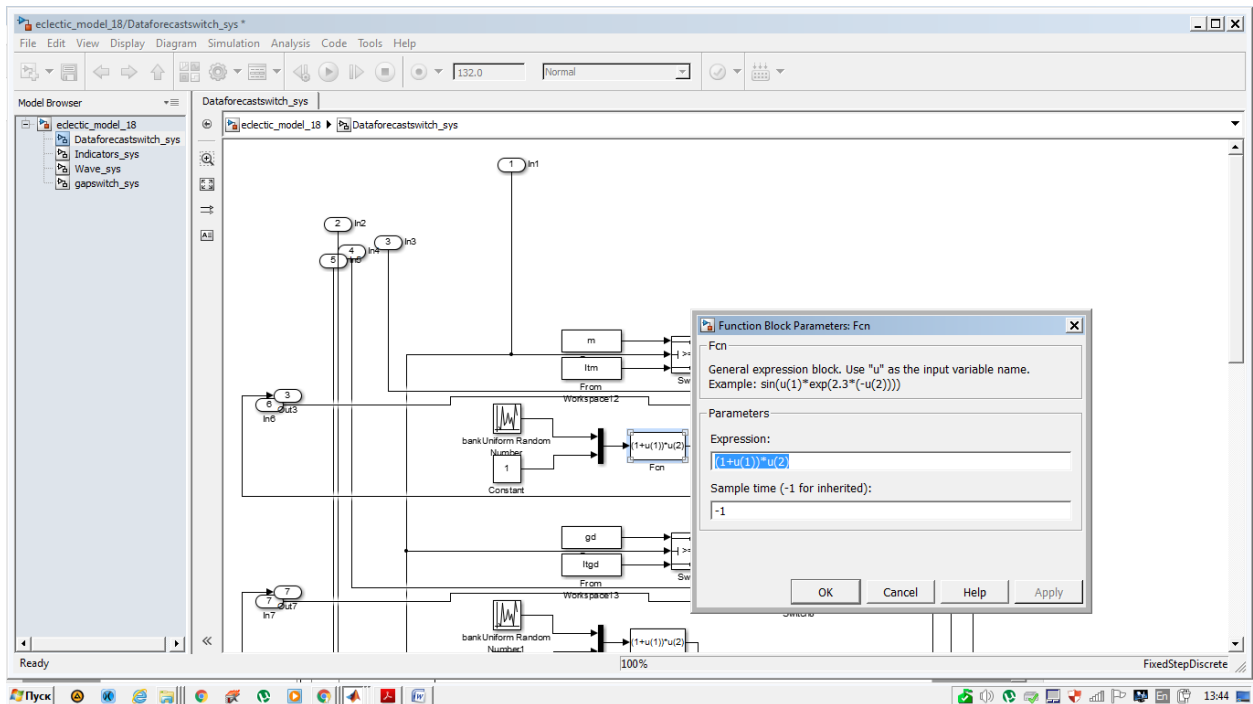 eclectic_model_18/Dataforecastswitch_sys *
File Edit View Display Diagram Simulation Analysis Code Tools Help
132.0 Normal
Model Browser
Dataforecastswitch_sys
eclectic_model_18
Dataforecastswitch_sys
Indicators_sys
Wave_sys
gapswitch_sys
eclectic_model_18 Dataforecastswitch_sys
1 In1
2 In2
3 In3
4 In4
5 In5
m
ltm
From
Workspace12
Sw
3
Out3
6
In6
bankUniform Random
Number
1
Constant
(1+u(1))*u(2)
Fcn
gd
ltgd
From
Workspace13
Sw
7
Out7
7
In7
bankUniform Random
Number1
(1+u(1))*u(2)
Function Block Parameters: Fcn
Fcn
General expression block. Use "u" as the input variable name.
Example: sin(u(1)*exp(2.3*(-u(2))))
Parameters
Expression:
(1+u(1))*u(2)
Sample time (-1 for inherited):
-1
OK Cancel Help Apply
Ready 100% FixedStepDiscrete
Пуск En 13:44